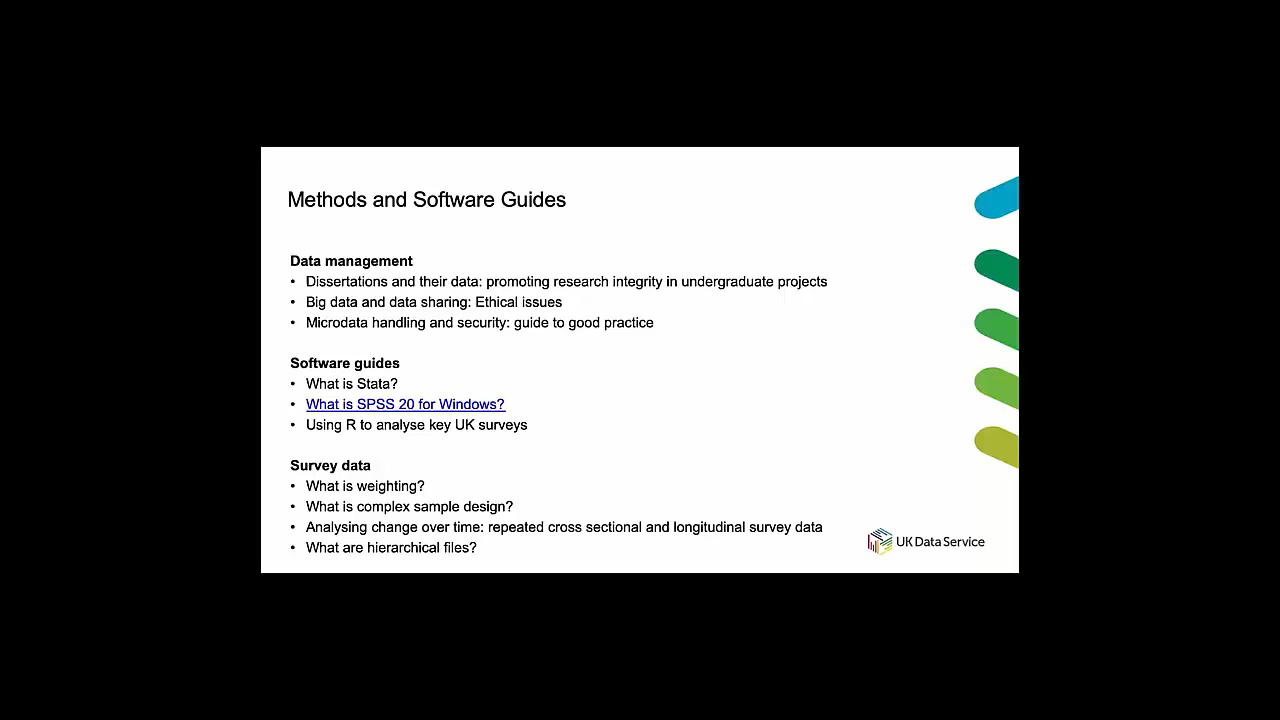 Methods and Software Guides
Data management
• Dissertations and their data: promoting research integrity in undergraduate projects
• Big data and data sharing: Ethical issues
• Microdata handling and security: guide to good practice
Software guides
• What is Stata?
• What is SPSS 20 for Windows?
• Using R to analyse key UK surveys
Survey data
• What is weighting?
• What is complex sample design?
• Analysing change over time: repeated cross sectional and longitudinal survey data
• What are hierarchical files?
UK Data Service